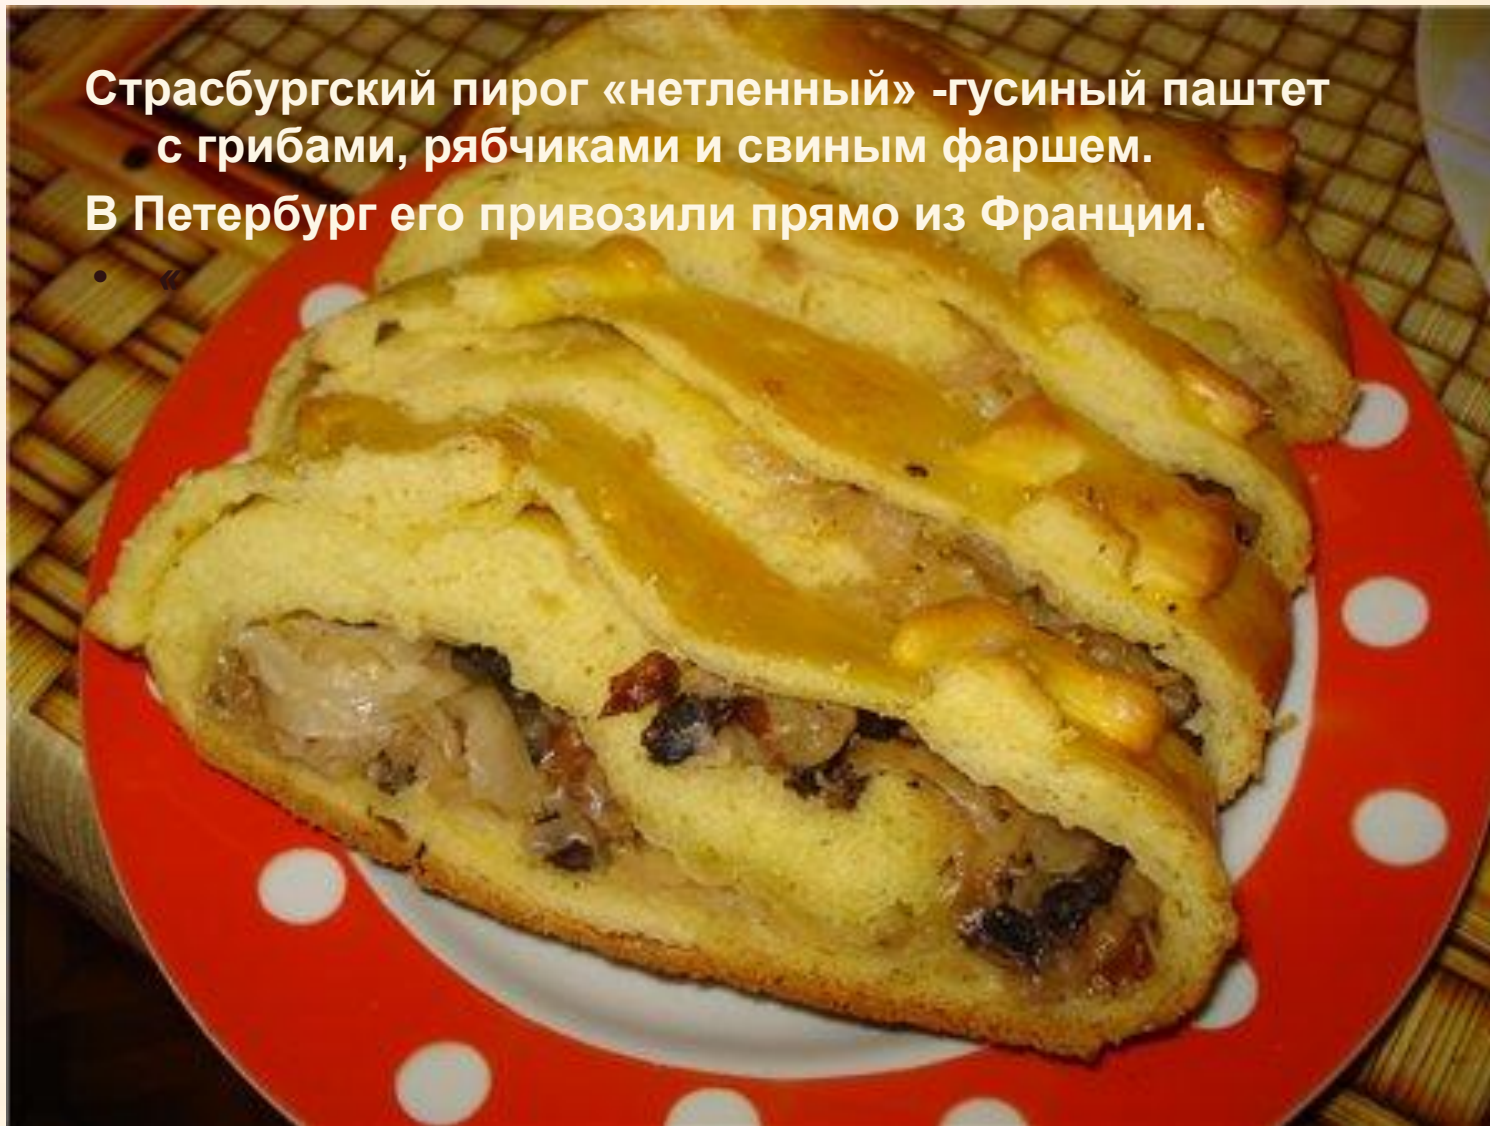 Страсбургский пирог «нетленный» -гусиный паштет
с грибами, рябчиками и свиным фаршем.
В Петербург его привозили прямо из Франции.
• «